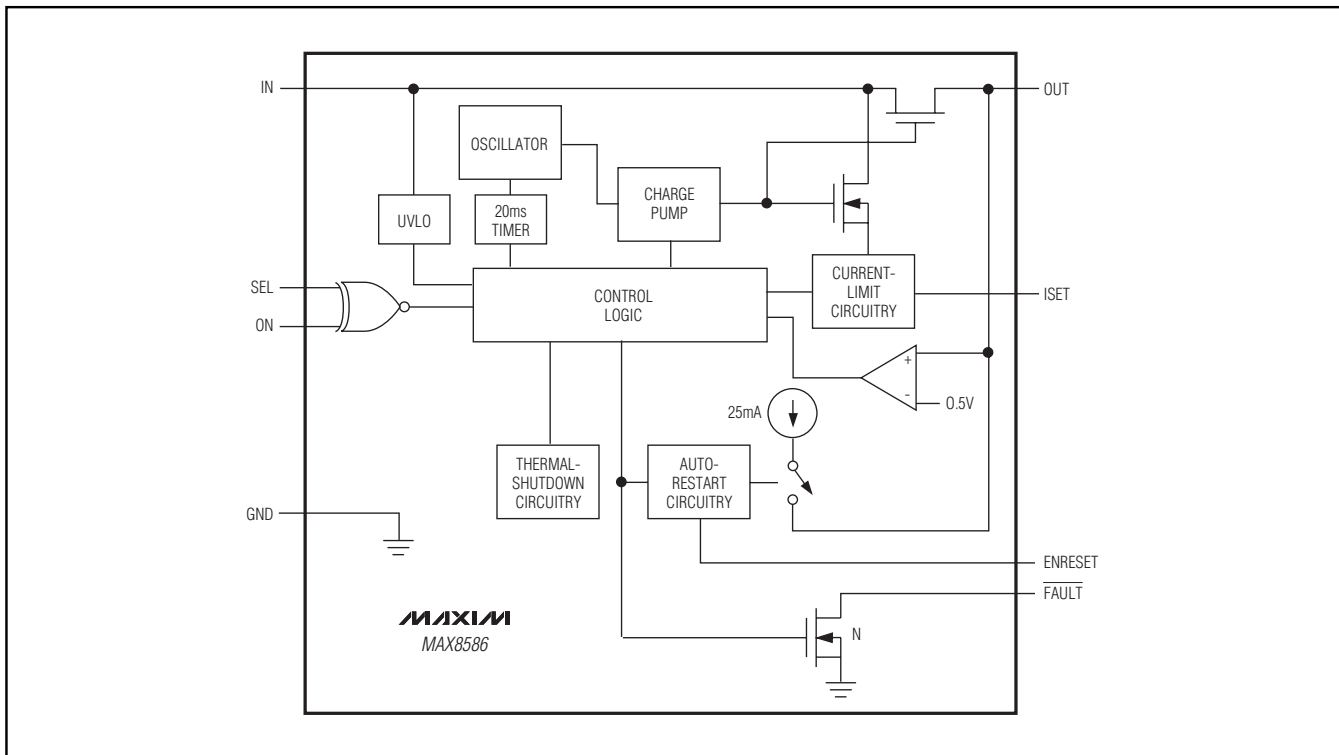 IN
OUT
OSCILLATOR
CHARGE
PUMP
UVLO
20ms
TIMER
SEL
ON
CONTROL
LOGIC
CURRENT-
LIMIT
CIRCUITRY
ISET
+
-
0.5V
25mA
THERMAL-
SHUTDOWN
CIRCUITRY
AUTO-
RESTART
CIRCUITRY
GND
ENRESET
FAULT
N
MAXIM
MAX8586